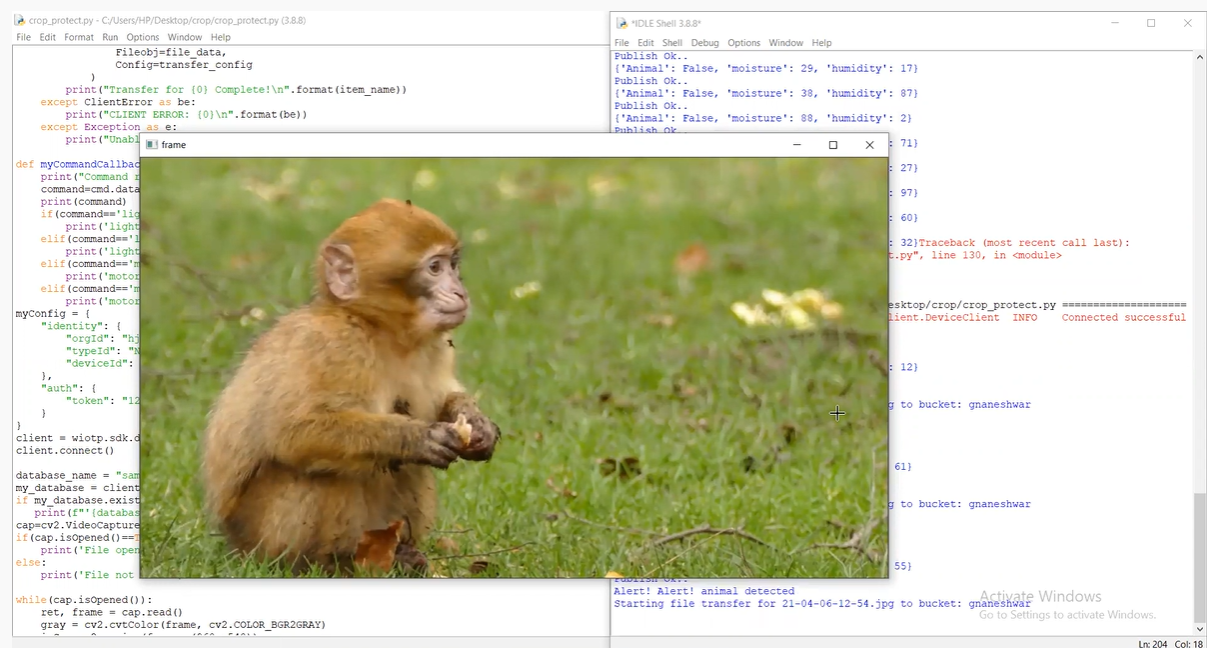 crop_protect.py - C:/Users/HP/Desktop/crop/crop_protect.py (3.8.8)
File Edit Format Run Options Window Help
Fileobj=file_data,
Config=transfer_config
)
print("Transfer for {0} Complete!\n".format(item_name))
except ClientError as be:
print("CLIENT ERROR: {0}\n".format(be))
except Exception as e:
print("Unabl
def myCommandCallbac
print("Command r
command=cmd.data
print(command)
if(command=='lig
print('light
elif(command=='l
print('light
elif(command=='m
print('motor
elif(command=='m
print('motor
myConfig = {
"identity": {
"orgId": "hj
"typeId": "N
"deviceId":
},
"auth": {
"token": "12
}
}
client = wiotp.sdk.d
client.connect()
database_name = "sam
my_database = client
if my_database.exist
print(f"'{databas
cap=cv2.VideoCapture
if(cap.isOpened()==T
print('File open
else:
print('File not
while(cap.isOpened()):
ret, frame = cap.read()
gray = cv2.cvtColor(frame, cv2.COLOR_BGR2GRAY)
frame
*IDLE Shell 3.8.8*
File Edit Shell Debug Options Window Help
Publish Ok..
{'Animal': False, 'moisture': 29, 'humidity': 17}
Publish Ok..
{'Animal': False, 'moisture': 38, 'humidity': 87}
Publish Ok..
{'Animal': False, 'moisture': 88, 'humidity': 2}
Publish Ok..
: 71}
: 27}
: 97}
: 60}
: 32}Traceback (most recent call last):
t.py", line 130, in <module>
esktop/crop/crop_protect.py ===================
lient.DeviceClient INFO Connected successful
: 12}
g to bucket: gnaneshwar
61}
g to bucket: gnaneshwar
55}
Publish Ok..
Alert! Alert! animal detected
Starting file transfer for 21-04-06-12-54.jpg to bucket: gnaneshwar
Activate Windows
Go to Settings to activate Windows.
Ln: 204 Col: 18